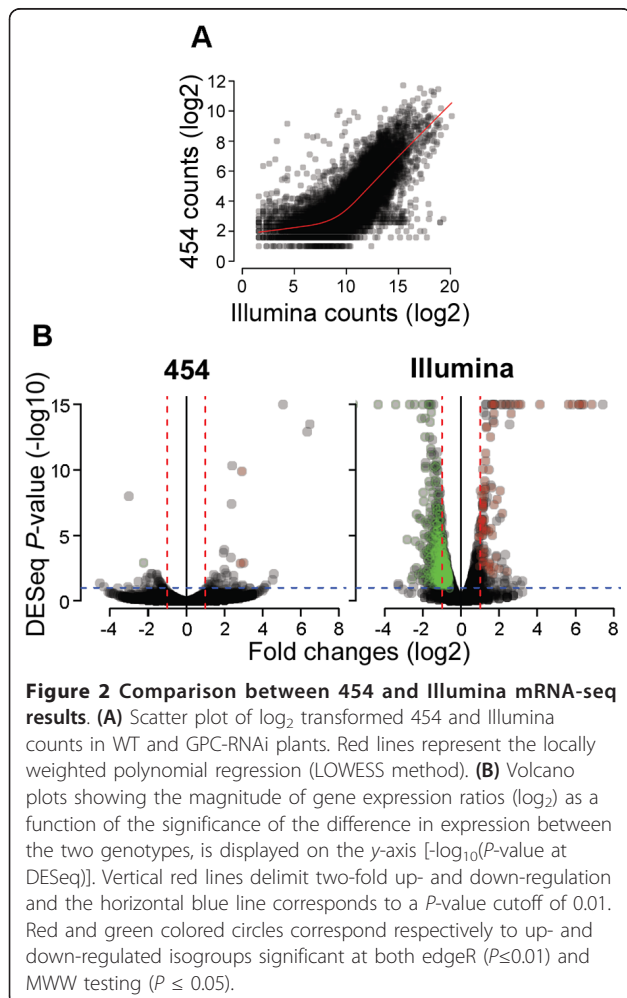 A
454 counts (log2)
12
10
8
6
4
2
0
0 5 10 15 20
Illumina counts (log2)
B
454 Illumina
DESeq P-value (-log10)
15
10
5
0
-4 -2 0 2 4 6 8 -4 -2 0 2 4 6 8
Fold changes (log2)
Figure 2 Comparison between 454 and Illumina mRNA-seq
results. (A) Scatter plot of log2 transformed 454 and Illumina
counts in WT and GPC-RNAi plants. Red lines represent the locally
weighted polynomial regression (LOWESS method). (B) Volcano
plots showing the magnitude of gene expression ratios (log2) as a
function of the significance of the difference in expression between
the two genotypes, is displayed on the y-axis [-log10(P-value at
DESeq)]. Vertical red lines delimit two-fold up- and down-regulation
and the horizontal blue line corresponds to a P-value cutoff of 0.01.
Red and green colored circles correspond respectively to up- and
down-regulated isogroups significant at both edgeR (P≤0.01) and
MWW testing (P ≤ 0.05).